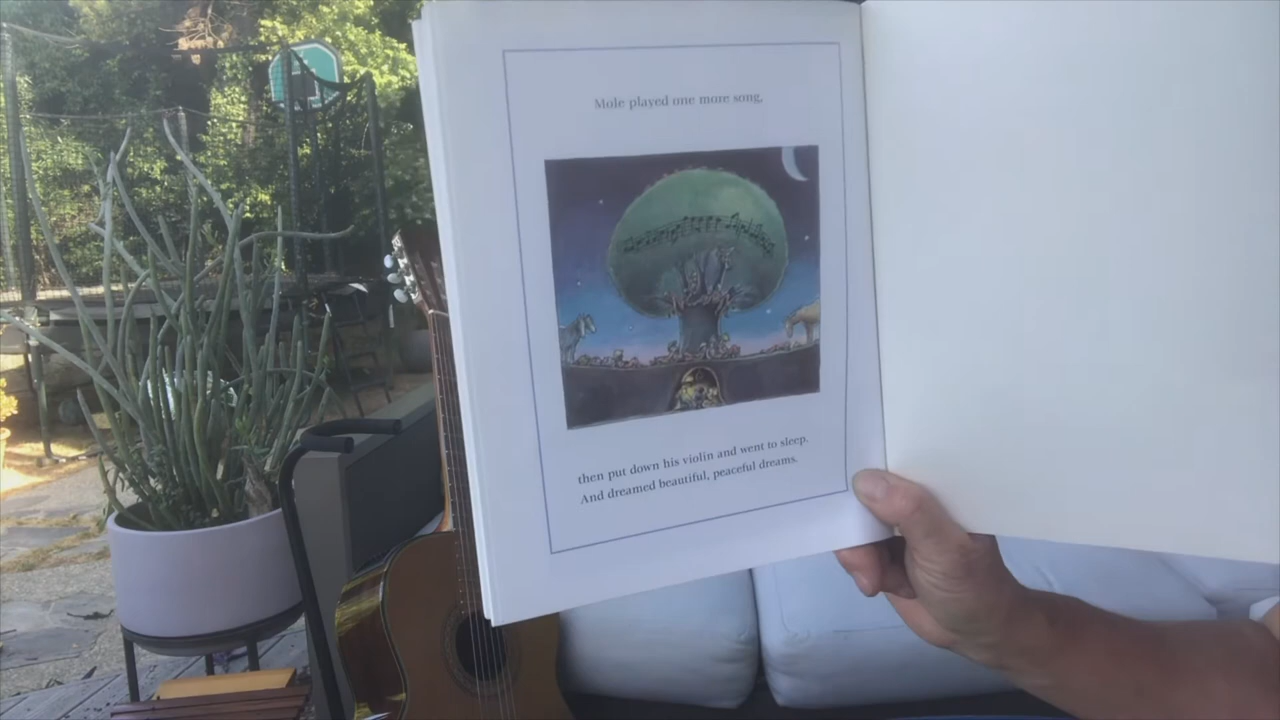 Mole played one more song,
then put down his violin and went to sleep.
And dreamed beautiful, peaceful dreams.